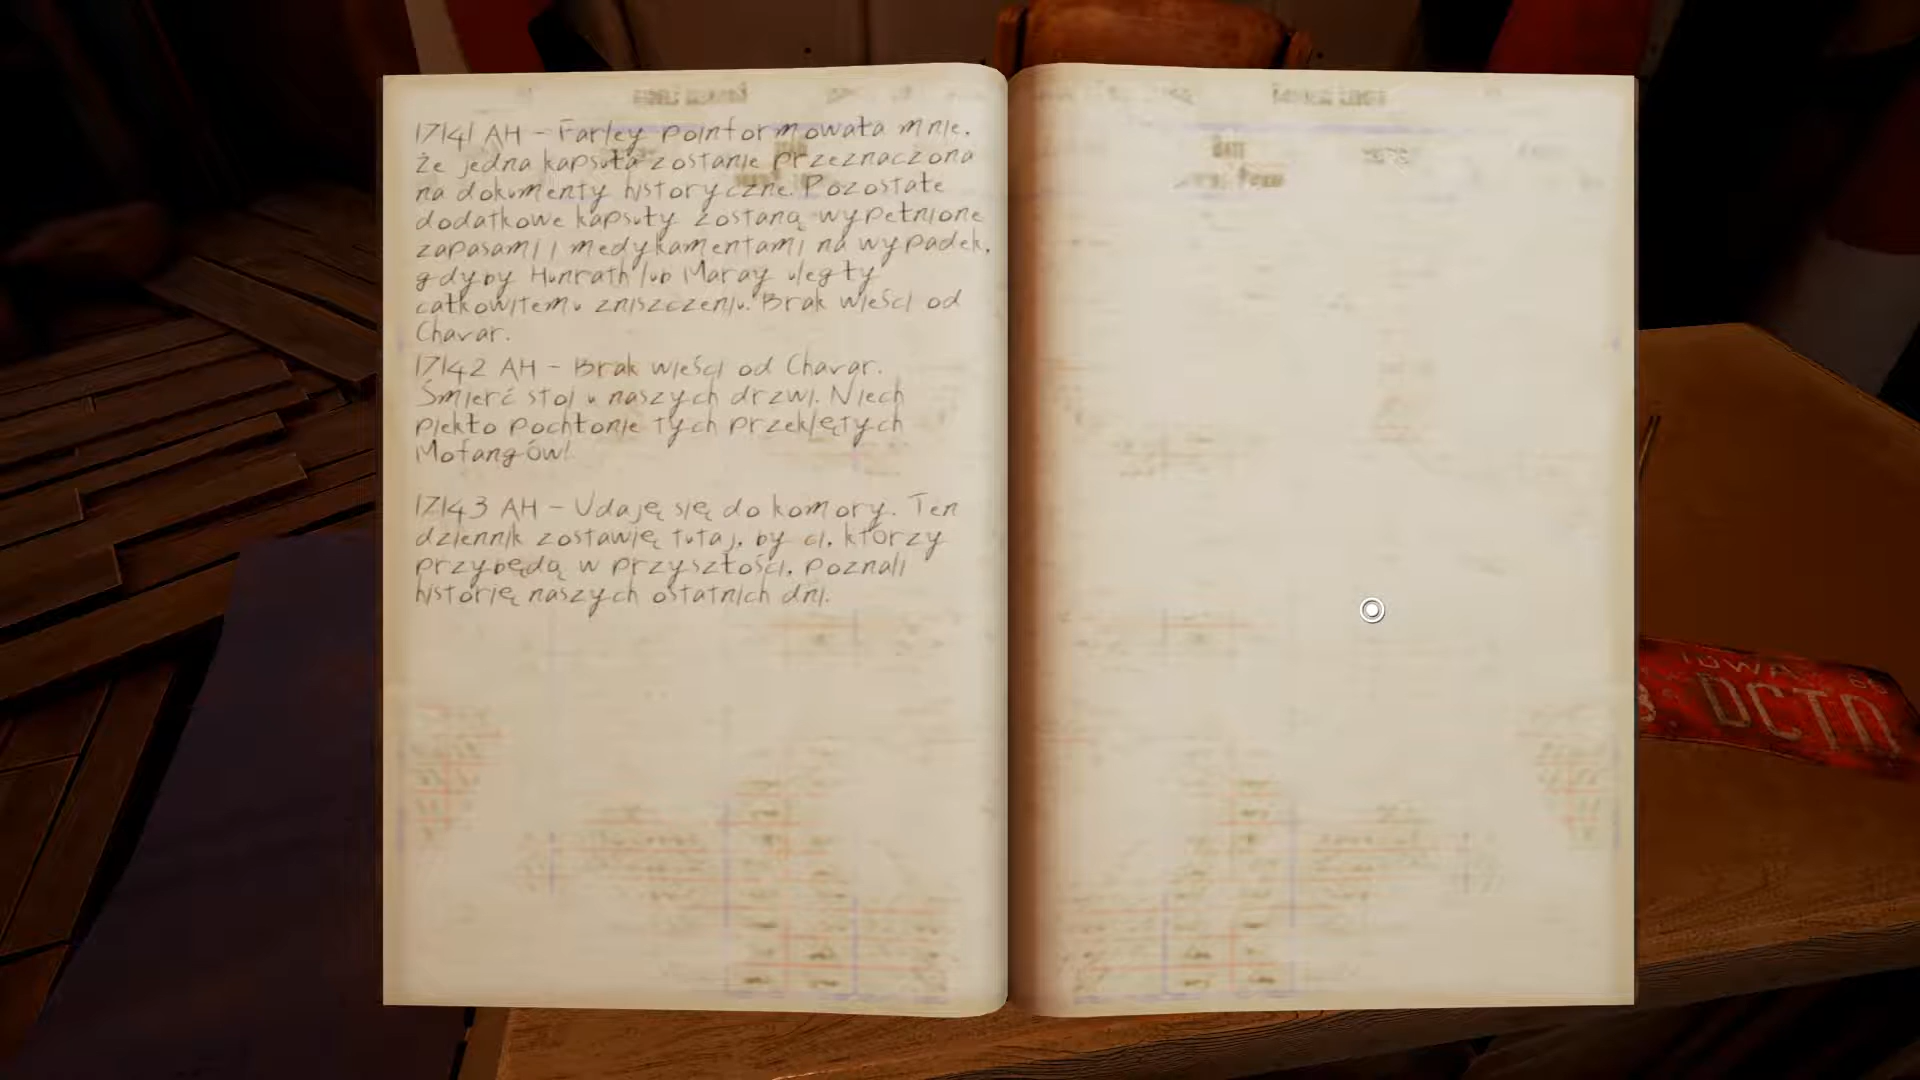 17141 AH - Farley poinformowała mnie,
że jedna kapsuła zostanie przeznaczona
na dokumenty historyczne. Pozostałe
dodatkowe kapsuły zostaną wypełnione
zapasami i medykamentami na wypadek,
gdyby Hunrath lub Maray uległy
całkowitemu zniszczeniu. Brak wieści od
Chavar.
17142 AH - Brak wieści od Chavar.
Śmierć stoi u naszych drzwi. Niech
piekło pochłonie tych przeklętych
Mofangów!
17143 AH - Udaję się do komory. Ten
dziennik zostawię tutaj, by ci, którzy
przybędą w przyszłości, poznali
historię naszych ostatnich dni.
IOWA 86
DCTN